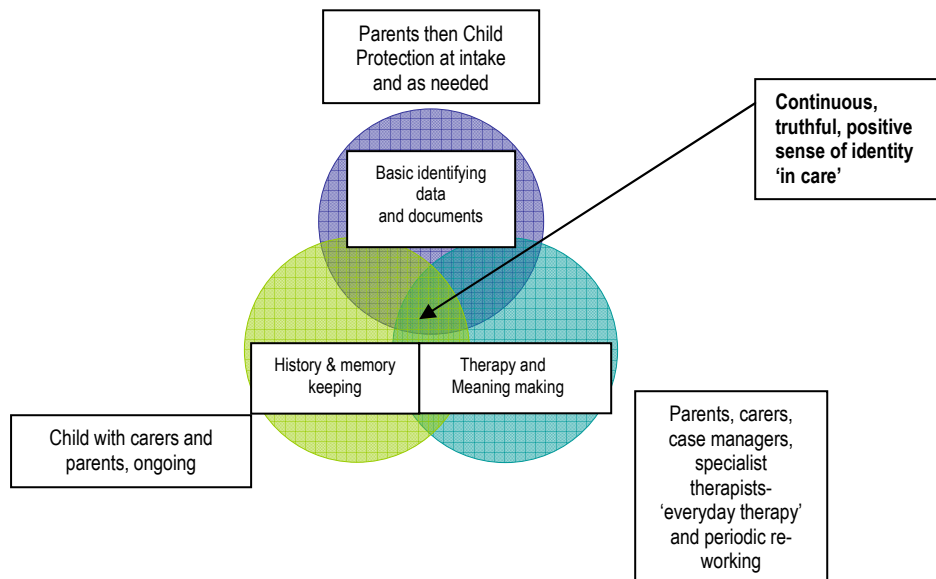 Parents then Child
Protection at intake
and as needed
Continuous,
truthful, positive
sense of identity
‘in care’
Basic identifying
data
and documents
History & memory
keeping
Therapy and
Meaning making
Child with carers and
parents, ongoing
Parents, carers,
case managers,
specialist
therapists-
‘everyday therapy’
and periodic re-
working